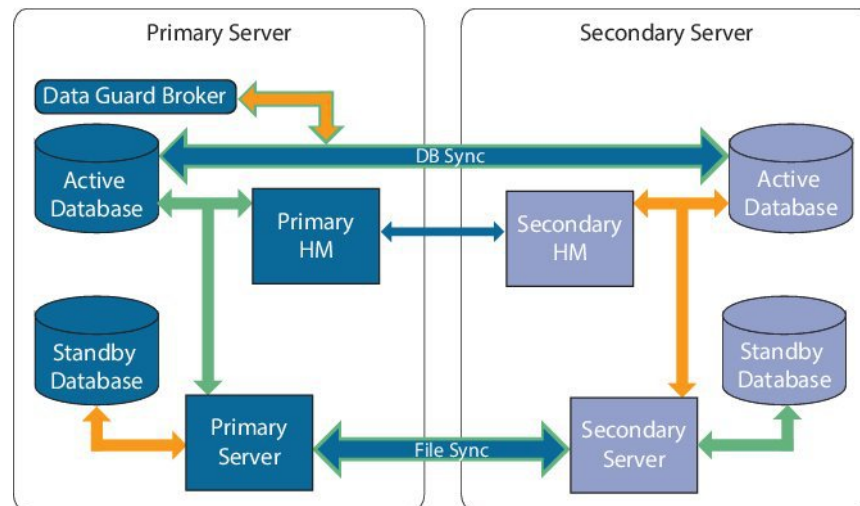 Primary Server
Secondary Server
Data Guard Broker
DB Sync
Active
Database
Active
Database
Primary
HM
Secondary
HM
Standby
Database
Standby
Database
Primary
Server
File Sync
Secondary
Server